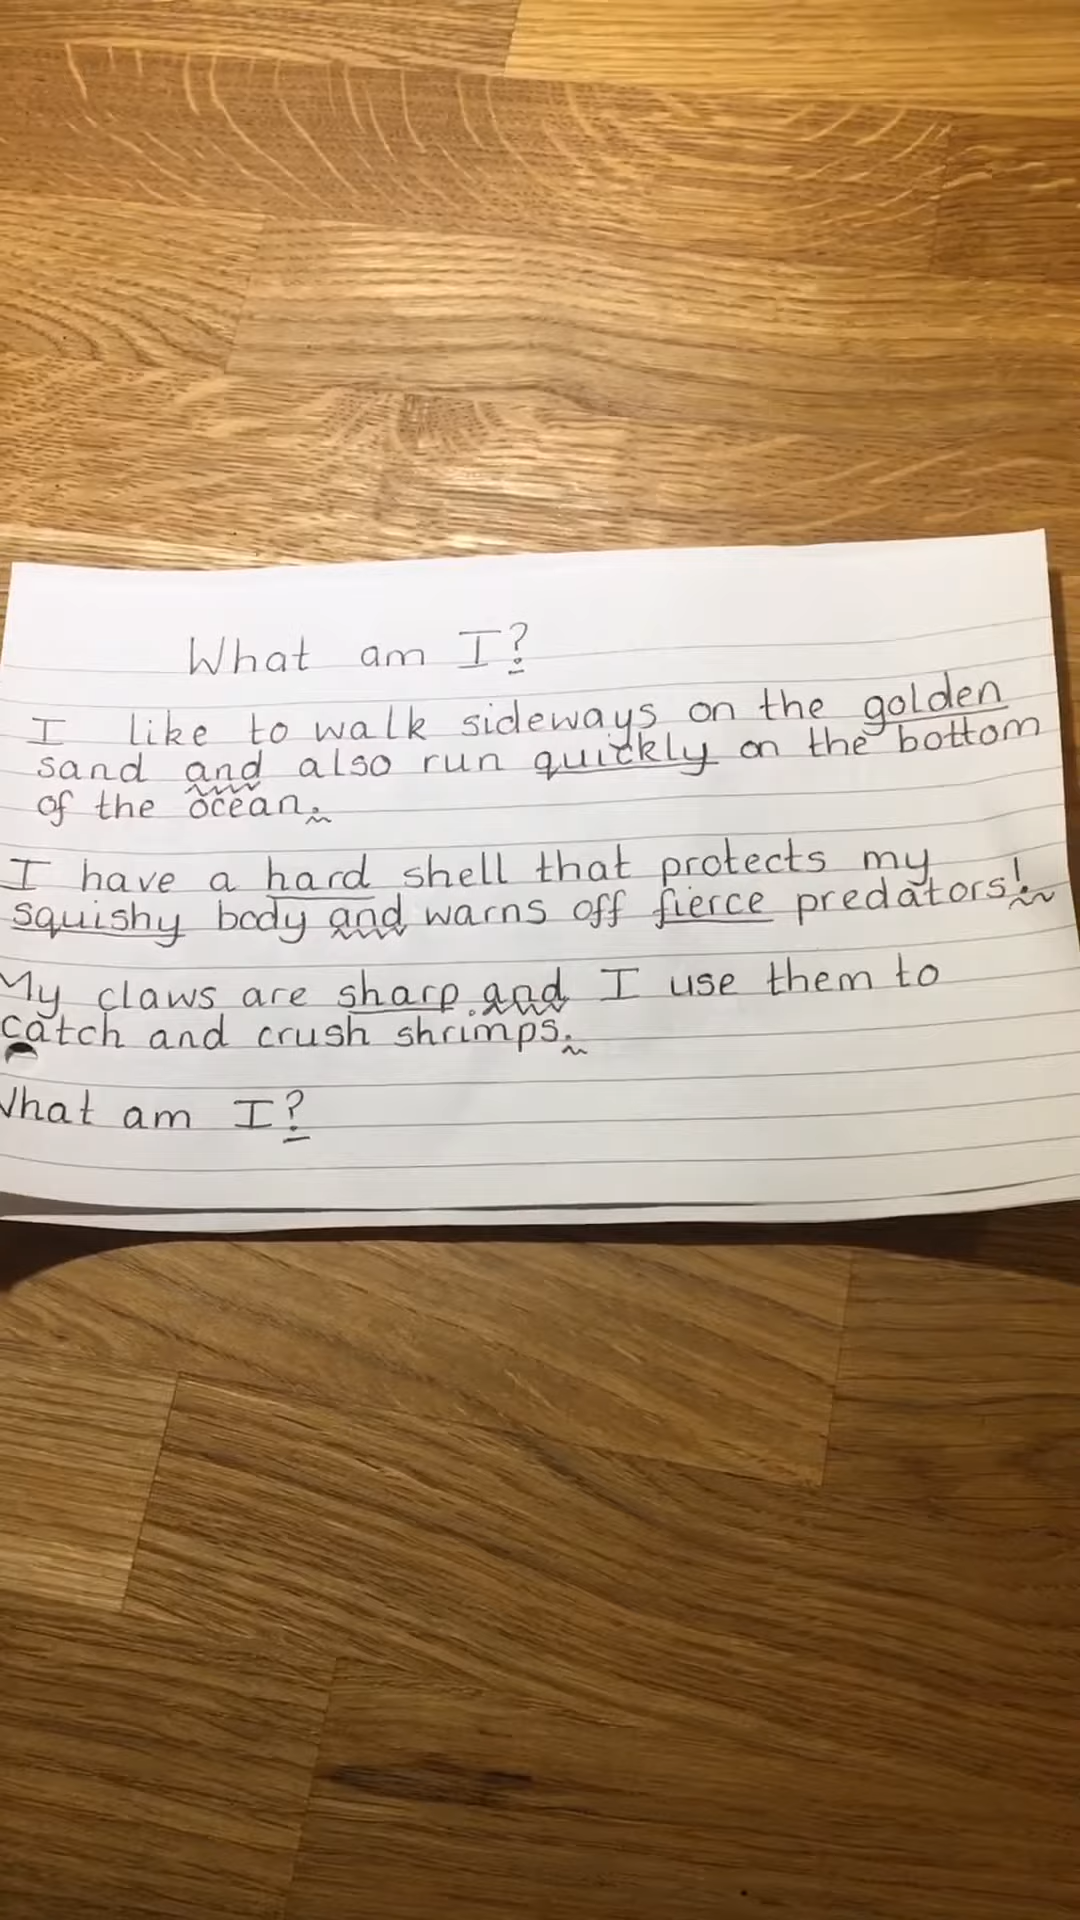 What am I?
I like to walk sideways on the golden
sand and also run quickly on the bottom
of the ocean.
I have a hard shell that protects my
squishy body and warns off fierce predators!
My claws are sharp and I use them to
catch and crush shrimps.
What am I?